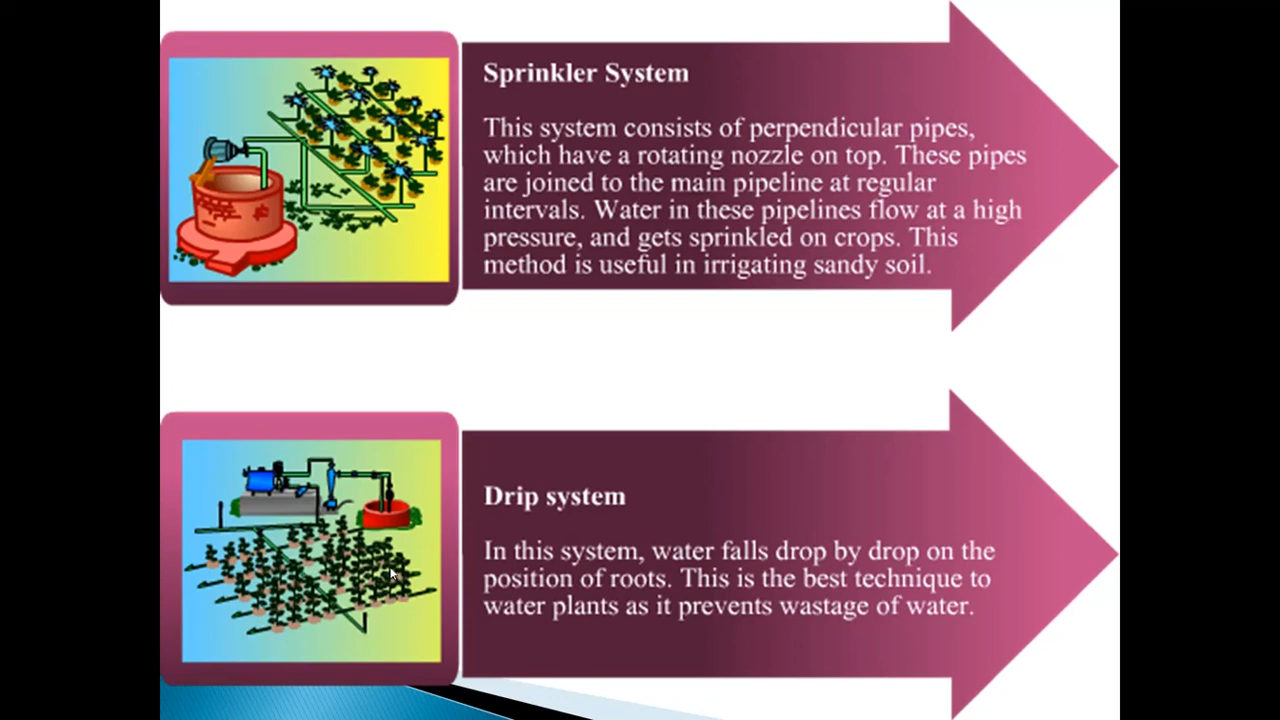 Sprinkler System
This system consists of perpendicular pipes,
which have a rotating nozzle on top. These pipes
are joined to the main pipeline at regular
intervals. Water in these pipelines flow at a high
pressure, and gets sprinkled on crops. This
method is useful in irrigating sandy soil.
Drip system
In this system, water falls drop by drop on the
position of roots. This is the best technique to
water plants as it prevents wastage of water.